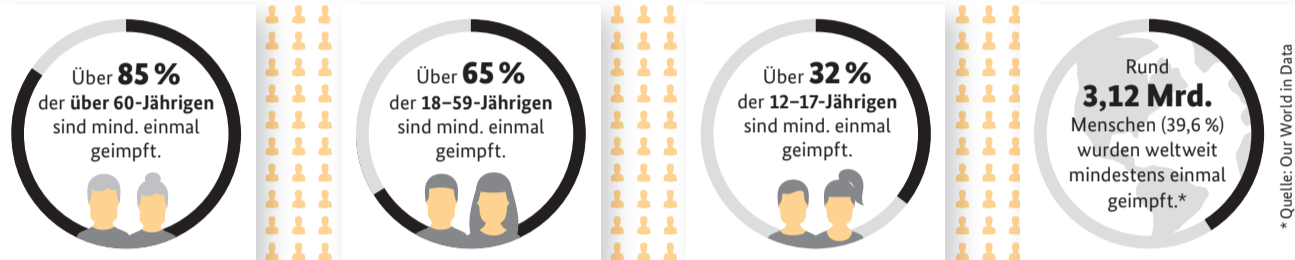 Über 85 %
der über 60-Jährigen
sind mind. einmal
geimpft.
Über 65 %
der 18–59-Jährigen
sind mind. einmal
geimpft.
Über 32 %
der 12–17-Jährigen
sind mind. einmal
geimpft.
Rund
3,12 Mrd.
Menschen (39,6 %)
wurden weltweit
mindestens einmal
geimpft.*
* Quelle: Our World in Data